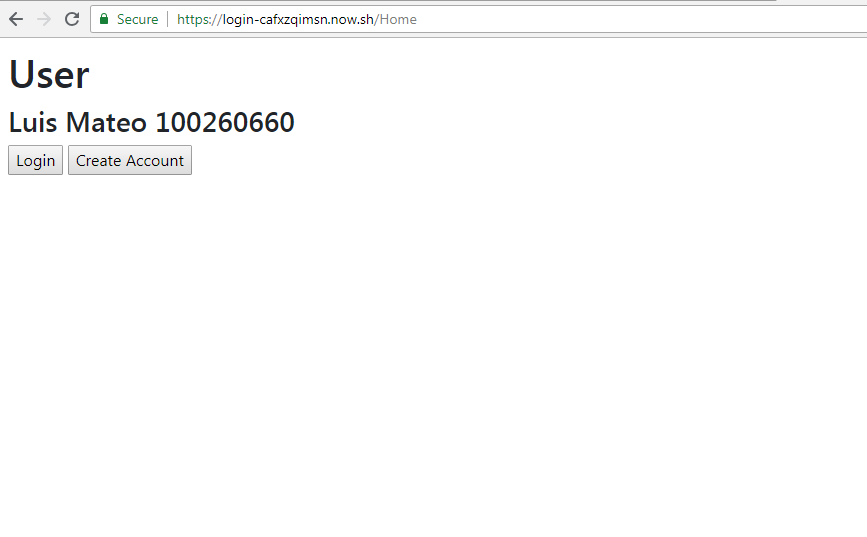 Secure https://login-cafxzqimsn.now.sh/Home
User
Luis Mateo 100260660
Login Create Account